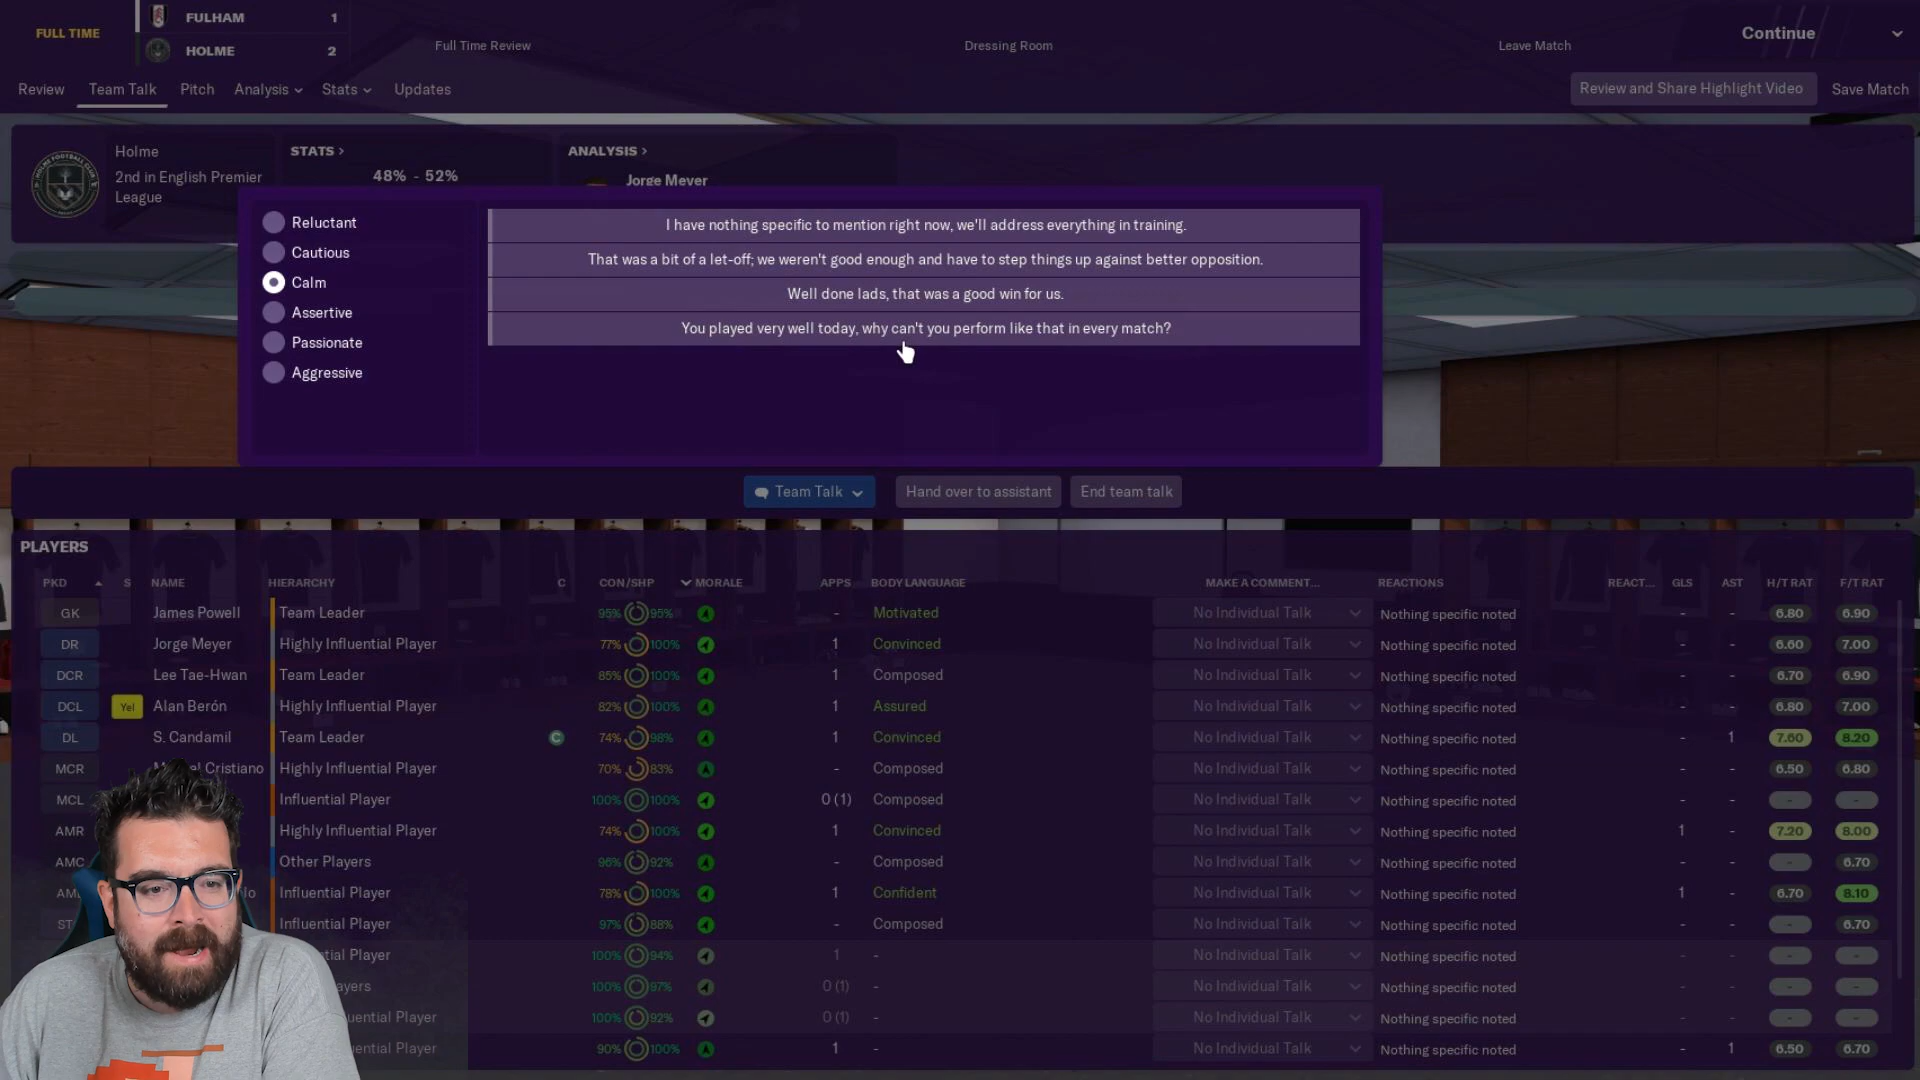 FULL TIME
FULHAM 1
HOLME 2
Full Time Review
Dressing Room
Leave Match
Continue
Review Team Talk Pitch Analysis Stats Updates
Review and Share Highlight Video Save Match
Holme
2nd in English Premier
League
STATS >
48% - 52%
ANALYSIS >
Jorge Meyer
Reluctant
Cautious
Calm
Assertive
Passionate
Aggressive
I have nothing specific to mention right now, we'll address everything in training.
That was a bit of a let-off; we weren't good enough and have to step things up against better opposition.
Well done lads, that was a good win for us.
You played very well today, why can't you perform like that in every match?
Team Talk Hand over to assistant End team talk
PLAYERS
PKD S NAME HIERARCHY C CON/SHP MORALE APPS BODY LANGUAGE MAKE A COMMENT... REACTIONS REACT... GLS AST H/T RAT F/T RAT
GK James Powell Team Leader 95% 95% - Motivated No Individual Talk Nothing specific noted - - 6.80 6.90
DR Jorge Meyer Highly Influential Player 77% 100% 1 Convinced No Individual Talk Nothing specific noted - - 6.60 7.00
DCR Lee Tae-Hwan Team Leader 85% 100% 1 Composed No Individual Talk Nothing specific noted - - 6.70 6.90
DCL Yel Alan Berón Highly Influential Player 82% 100% 1 Assured No Individual Talk Nothing specific noted - - 6.80 7.00
DL S. Candamil Team Leader C 74% 98% 1 Convinced No Individual Talk Nothing specific noted - 1 7.60 8.20
MCR Cristiano Highly Influential Player 70% 83% - Composed No Individual Talk Nothing specific noted - - 6.50 6.80
MCL Influential Player 100% 100% 0 (1) Composed No Individual Talk Nothing specific noted - - - -
AMR Highly Influential Player 74% 100% 1 Convinced No Individual Talk Nothing specific noted 1 - 7.20 8.00
AMC Other Players 96% 92% - Composed No Individual Talk Nothing specific noted - - - 6.70
Influential Player 78% 100% 1 Confident No Individual Talk Nothing specific noted 1 - 6.70 8.10
ST Influential Player 97% 88% - Composed No Individual Talk Nothing specific noted - - - 6.70
Player 100% 94% 1 - No Individual Talk Nothing specific noted - - - -
100% 97% 0 (1) - No Individual Talk Nothing specific noted - - - -
Player 100% 92% 0 (1) - No Individual Talk Nothing specific noted - - - -
Player 90% 100% 1 - No Individual Talk Nothing specific noted - 1 6.50 6.70